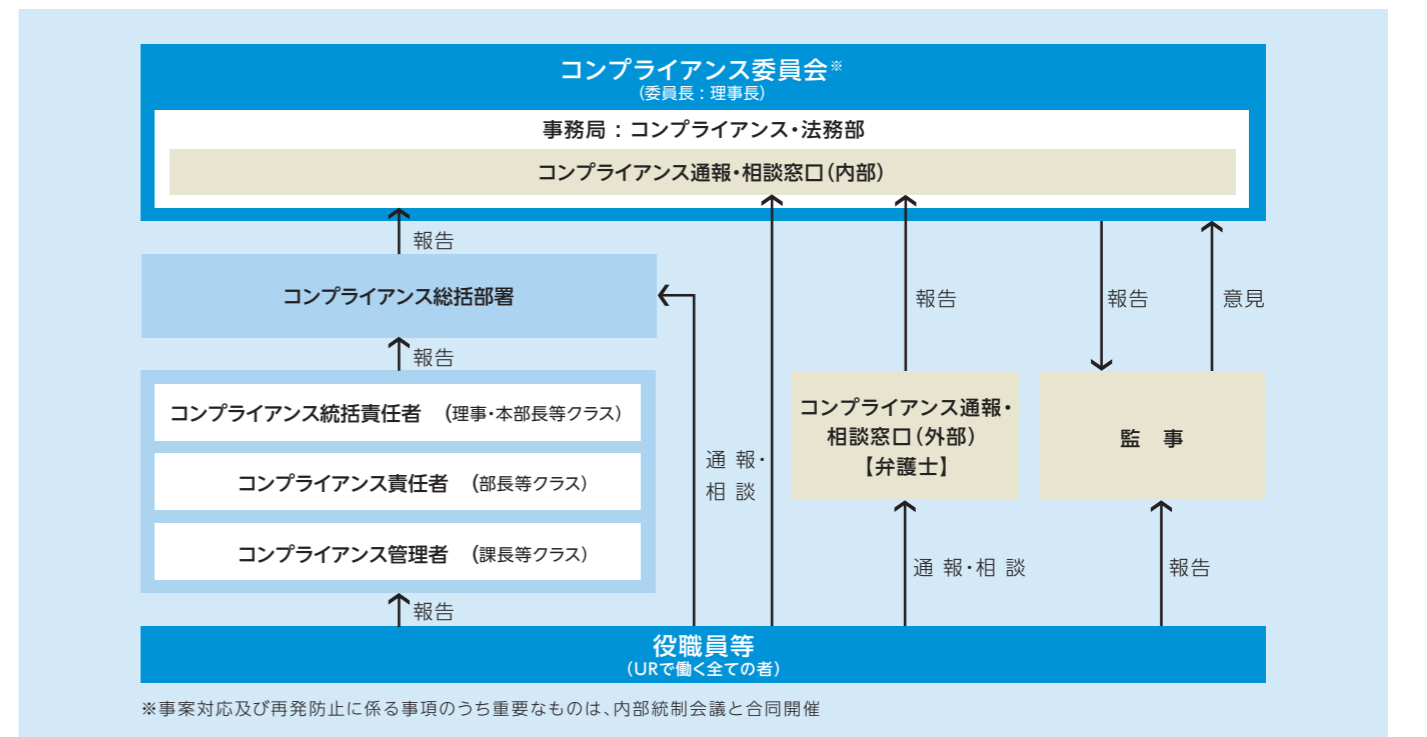 コンプライアンス委員会※
(委員長：理事長)
事務局：コンプライアンス・法務部
コンプライアンス通報・相談窓口(内部)
報告
コンプライアンス総括部署
報告
報告
意見
報告
コンプライアンス統括責任者 (理事・本部長等クラス)
コンプライアンス責任者 (部長等クラス)
コンプライアンス管理者 (課長等クラス)
通報・
相談
コンプライアンス通報・
相談窓口(外部)
【弁護士】
監 事
報告
通報・相談
報告
役職員等
(URで働く全ての者)
※事案対応及び再発防止に係る事項のうち重要なものは、内部統制会議と合同開催